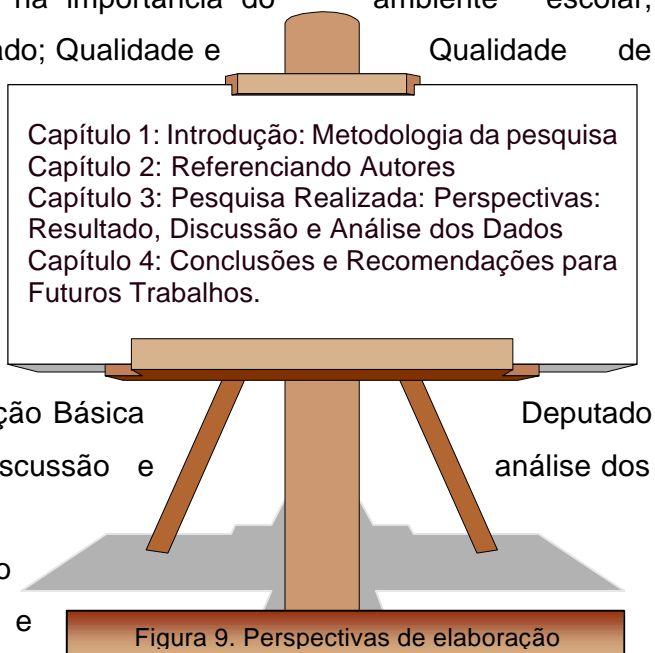 na importância do ambiente escolar;
ado; Qualidade e Qualidade de
Capítulo 1: Introdução: Metodologia da pesquisa
Capítulo 2: Referenciando Autores
Capítulo 3: Pesquisa Realizada: Perspectivas:
Resultado, Discussão e Análise dos Dados
Capítulo 4: Conclusões e Recomendações para
Futuros Trabalhos.
ção Básica Deputado
scussão e análise dos
o
e
Figura 9. Perspectivas de elaboração